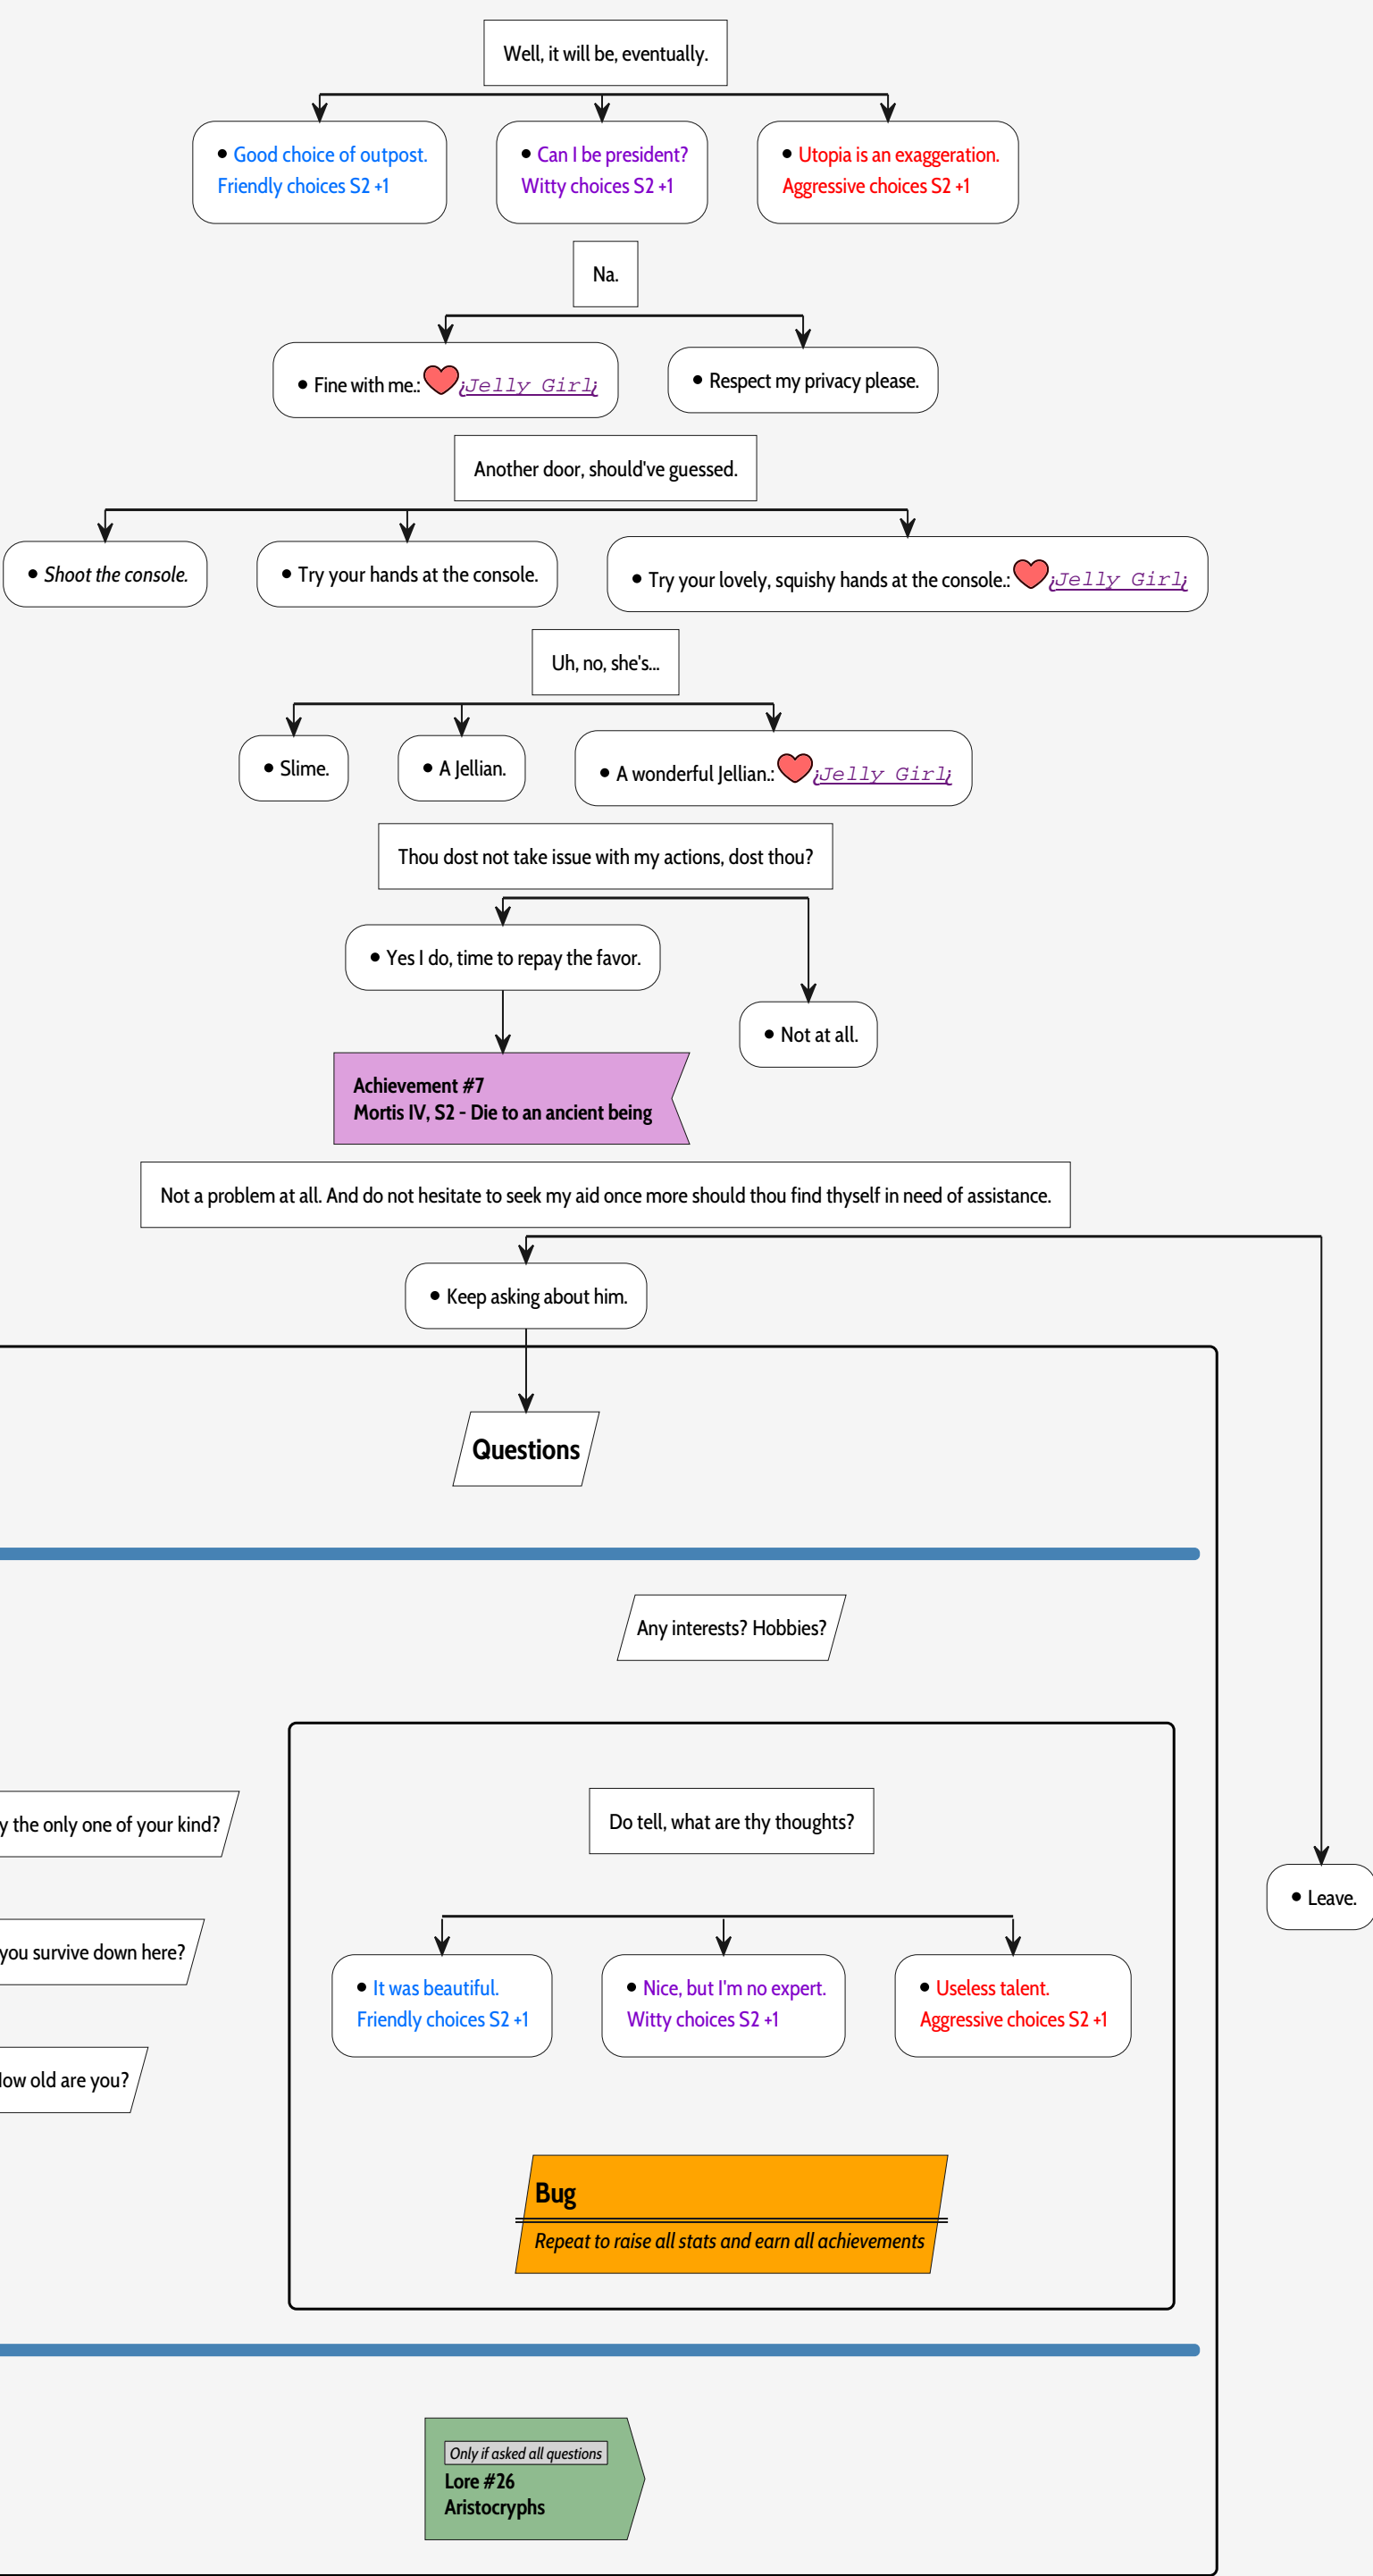 Well, it will be, eventually.
• Good choice of outpost.
Friendly choices S2 +1
• Can I be president?
Witty choices S2 +1
• Utopia is an exaggeration.
Aggressive choices S2 +1
Na.
• Fine with me.: ¿Jelly Girl¿
• Respect my privacy please.
Another door, should've guessed.
• Shoot the console.
• Try your hands at the console.
• Try your lovely, squishy hands at the console.: ¿Jelly Girl¿
Uh, no, she's...
• Slime.
• A Jellian.
• A wonderful Jellian.: ¿Jelly Girl¿
Thou dost not take issue with my actions, dost thou?
• Yes I do, time to repay the favor.
• Not at all.
Achievement #7
Mortis IV, S2 - Die to an ancient being
Not a problem at all. And do not hesitate to seek my aid once more should thou find thyself in need of assistance.
• Keep asking about him.
Questions
Any interests? Hobbies?
y the only one of your kind?
you survive down here?
How old are you?
Do tell, what are thy thoughts?
• Leave.
• It was beautiful.
Friendly choices S2 +1
• Nice, but I'm no expert.
Witty choices S2 +1
• Useless talent.
Aggressive choices S2 +1
Bug
Repeat to raise all stats and earn all achievements
Only if asked all questions
Lore #26
Aristocryphs